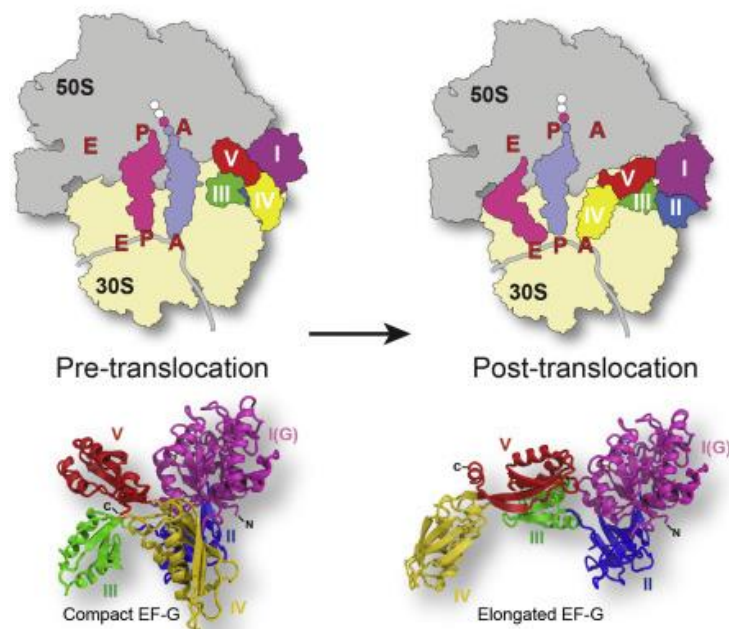 50S
E P A
V I
III IV
E P A
30S
Pre-translocation
50S
E P A
V I
IV III II
E P A
30S
Post-translocation
V I(G)
C N
II
III IV
Compact EF-G
V I(G)
C
N
III
IV II
Elongated EF-G